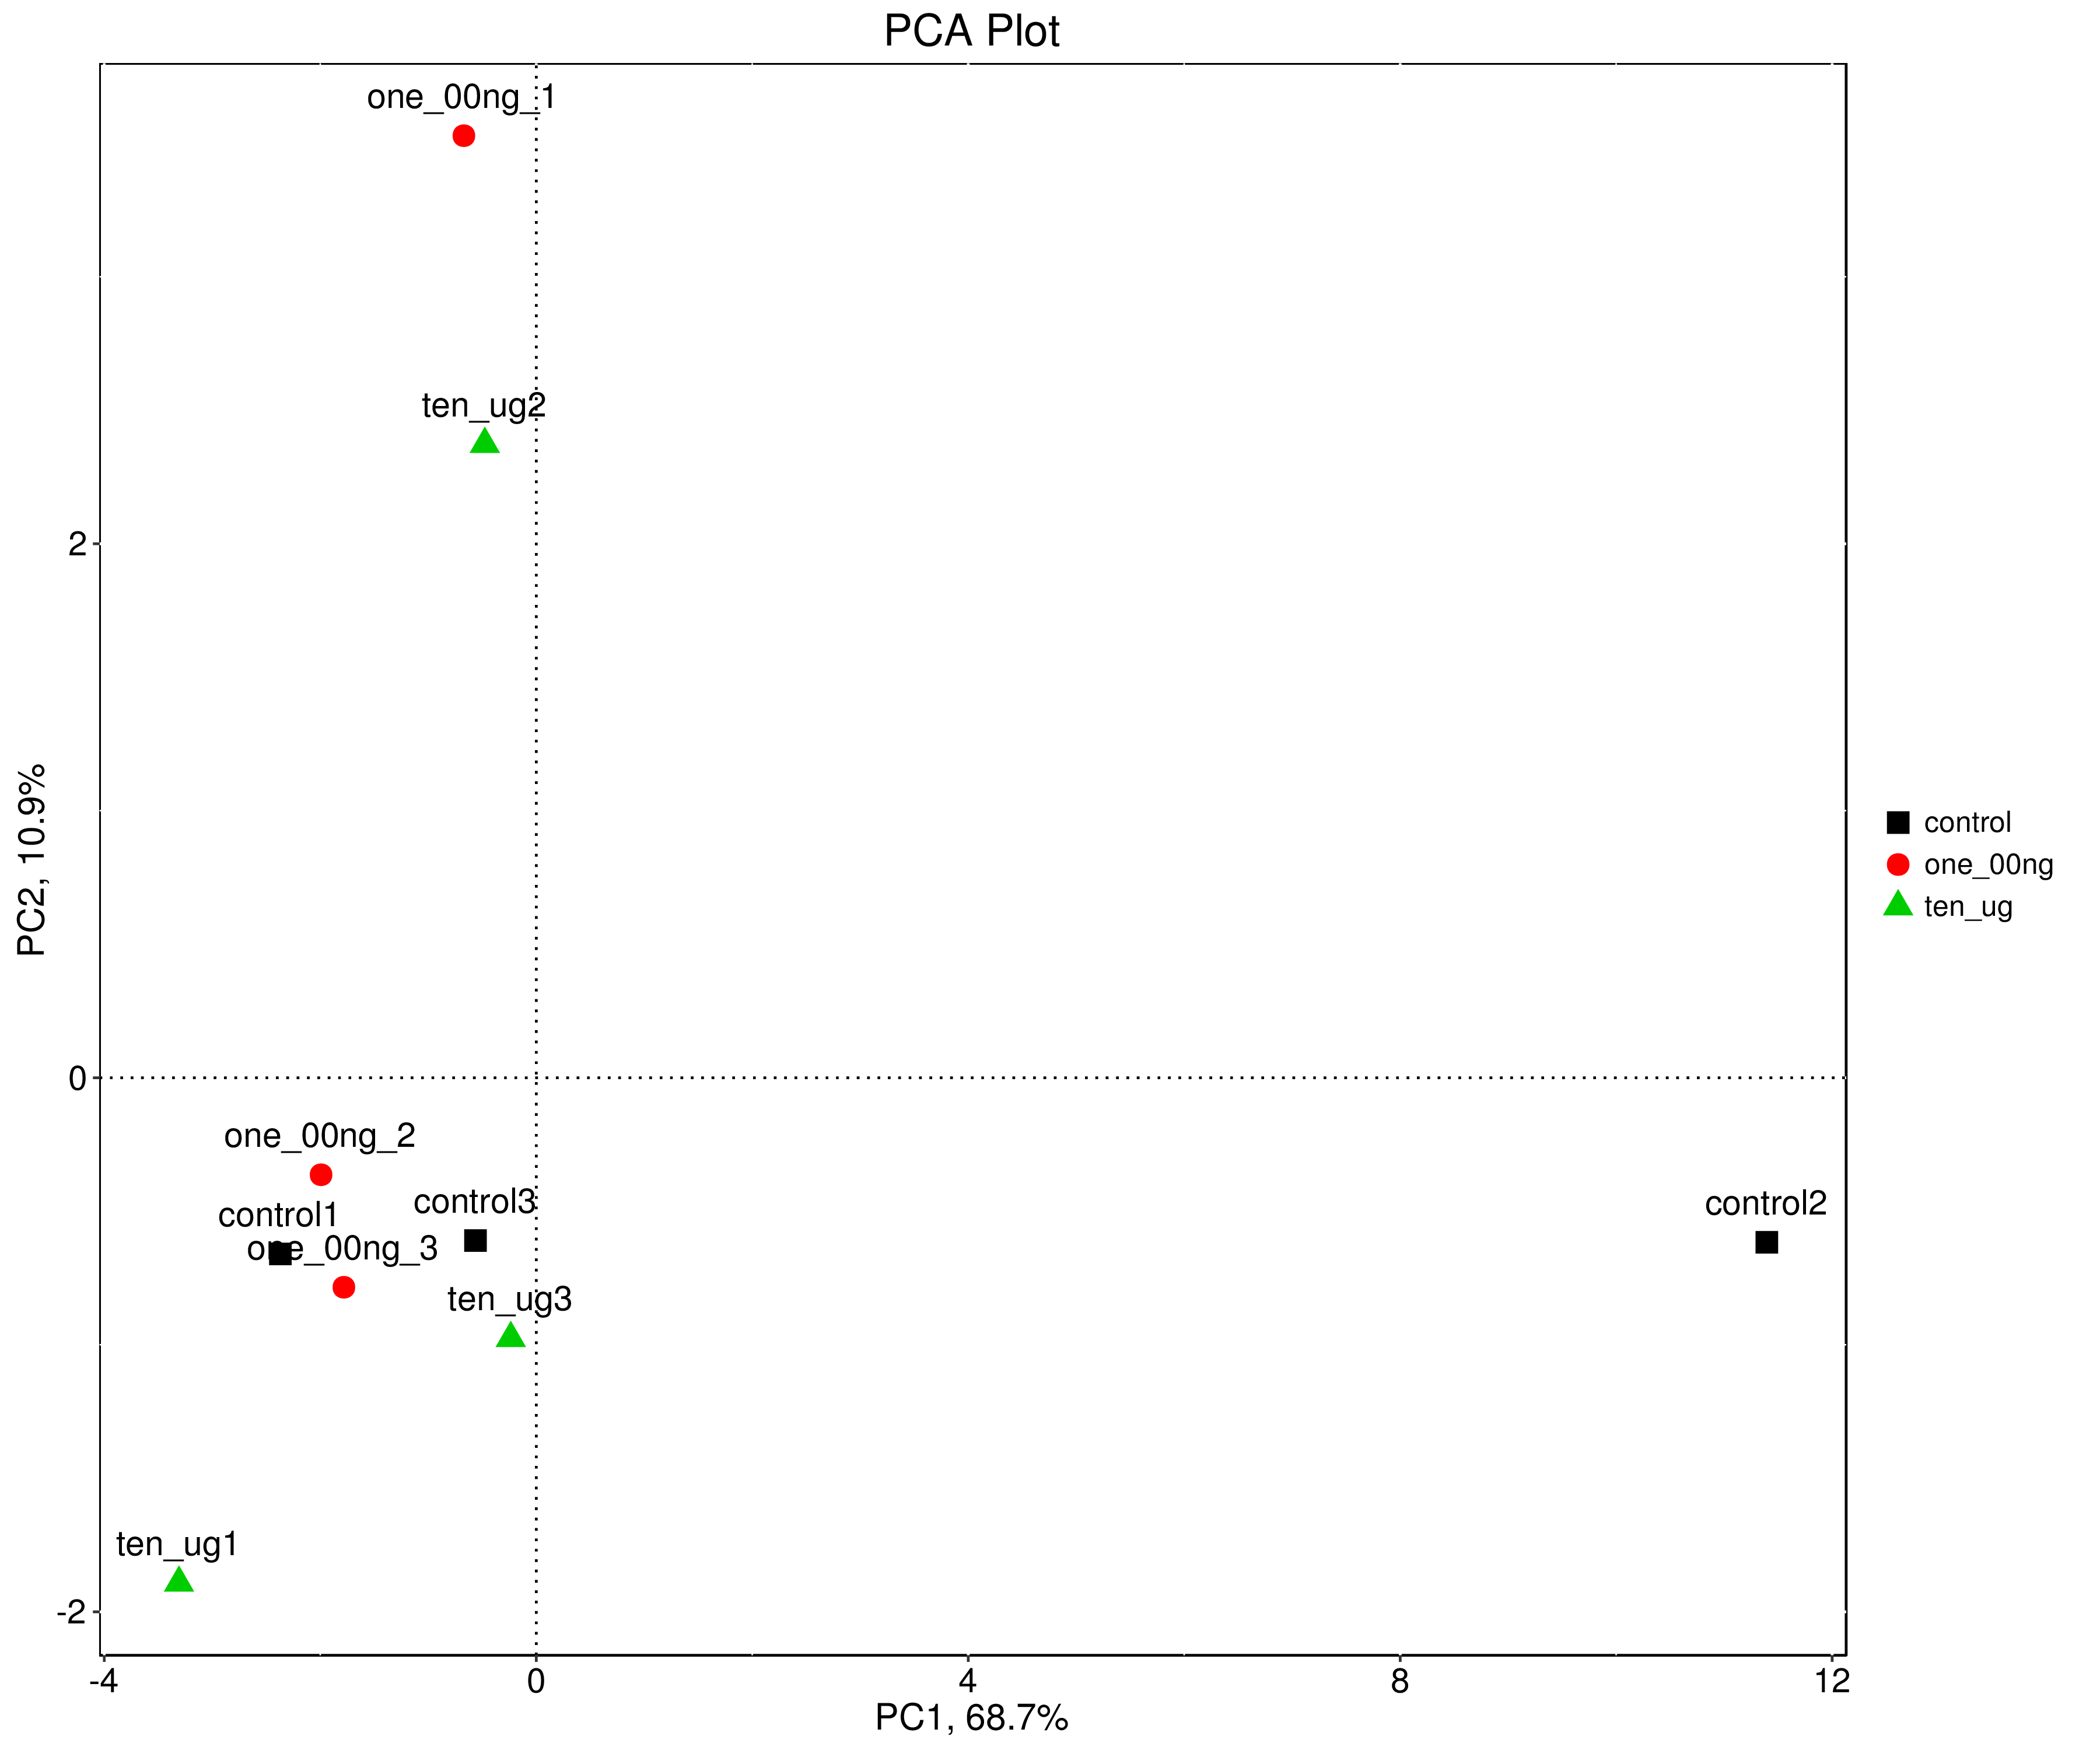 PCA Plot
one_00ng_1
ten_ug2
2
PC2, 10.9%
control
one_00ng
ten_ug
0
one_00ng_2
control1
control3
control2
one_00ng_3
ten_ug3
ten_ug1
-2
-4 0 4 8 12
PC1, 68.7%